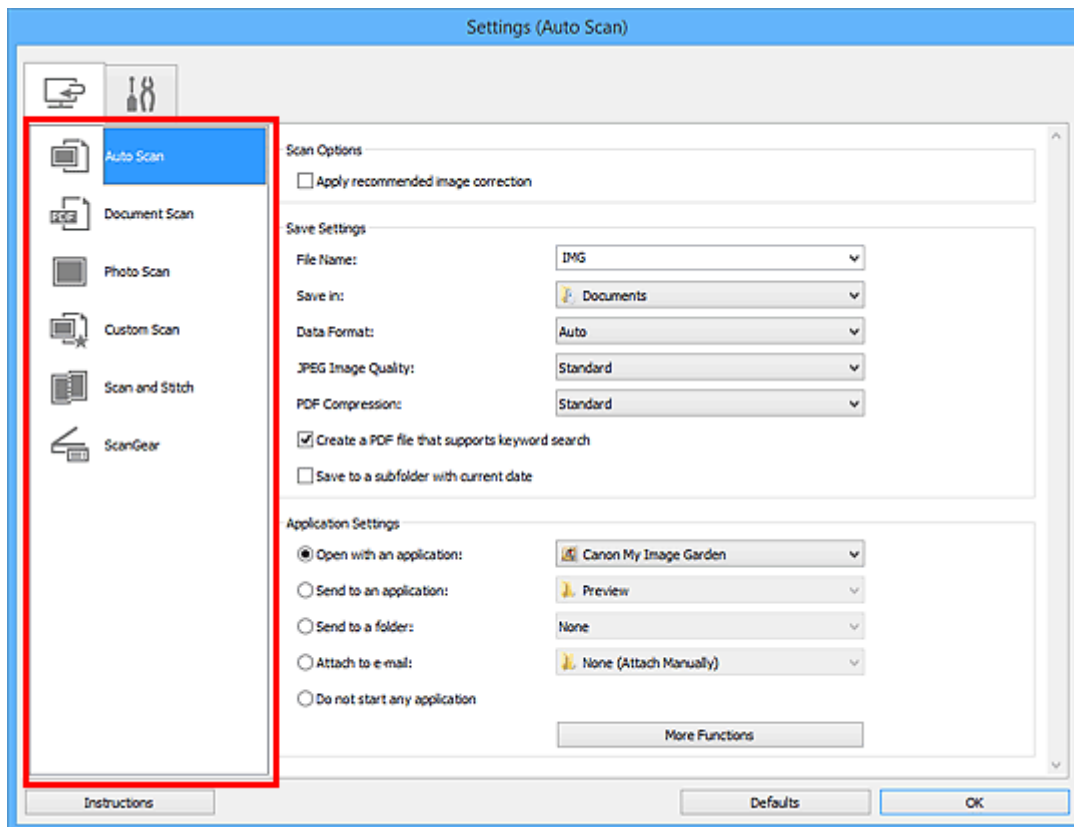 Settings (Auto Scan)
Auto Scan
PDF
Document Scan
Photo Scan
Custom Scan
Scan and Stitch
ScanGear
Scan Options
Apply recommended image correction
Save Settings
File Name: IMG
Save in: Documents
Data Format: Auto
JPEG Image Quality: Standard
PDF Compression: Standard
Create a PDF file that supports keyword search
Save to a subfolder with current date
Application Settings
Open with an application: Canon My Image Garden
Send to an application: Preview
Send to a folder: None
Attach to e-mail: None (Attach Manually)
Do not start any application
More Functions
Instructions Defaults OK